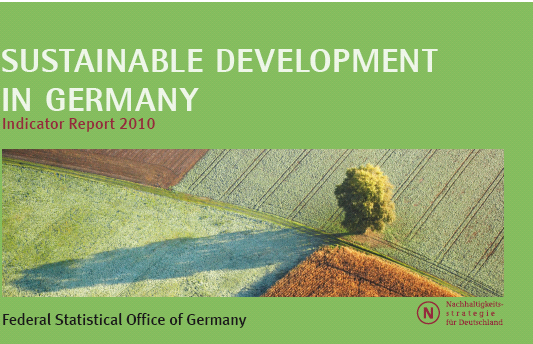 SUSTAINABLE DEVELOPMENT
IN GERMANY
Indicator Report 2010
N
Nachhaltigkeits-
strategie
für Deutschland
Federal Statistical Office of Germany